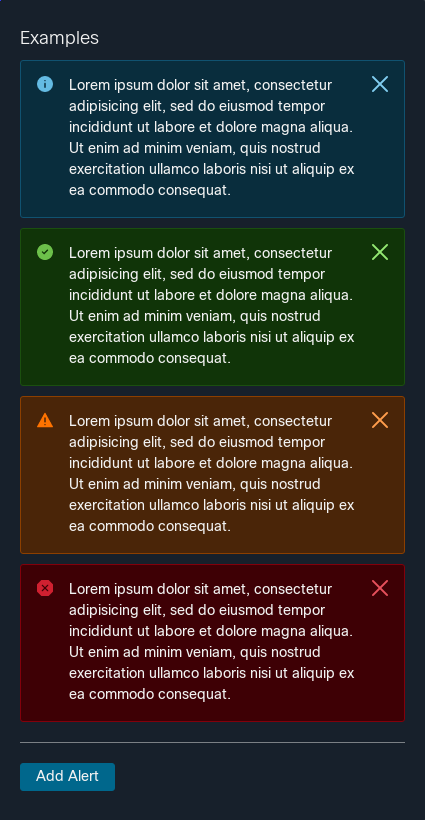 Examples
Lorem ipsum dolor sit amet, consectetur
adipisicing elit, sed do eiusmod tempor
incididunt ut labore et dolore magna aliqua.
Ut enim ad minim veniam, quis nostrud
exercitation ullamco laboris nisi ut aliquip ex
ea commodo consequat.
Lorem ipsum dolor sit amet, consectetur
adipisicing elit, sed do eiusmod tempor
incididunt ut labore et dolore magna aliqua.
Ut enim ad minim veniam, quis nostrud
exercitation ullamco laboris nisi ut aliquip ex
ea commodo consequat.
Lorem ipsum dolor sit amet, consectetur
adipisicing elit, sed do eiusmod tempor
incididunt ut labore et dolore magna aliqua.
Ut enim ad minim veniam, quis nostrud
exercitation ullamco laboris nisi ut aliquip ex
ea commodo consequat.
Lorem ipsum dolor sit amet, consectetur
adipisicing elit, sed do eiusmod tempor
incididunt ut labore et dolore magna aliqua.
Ut enim ad minim veniam, quis nostrud
exercitation ullamco laboris nisi ut aliquip ex
ea commodo consequat.
Add Alert